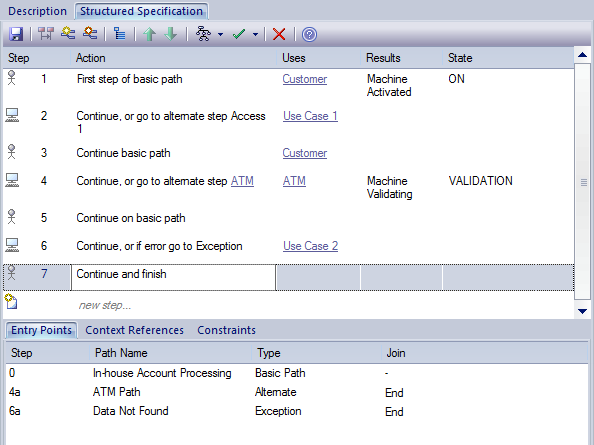 Description Structured Specification
Step Action Uses Results State
1 First step of basic path Customer Machine ON
Activated
2 Continue, or go to alternate step Access Use Case 1
1
3 Continue basic path Customer
4 Continue, or go to alternate step ATM ATM Machine VALIDATION
Validating
5 Continue on basic path
6 Continue, or if error go to Exception Use Case 2
7 Continue and finish
new step...
Entry Points Context References Constraints
Step Path Name Type Join
0 In-house Account Processing Basic Path -
4a ATM Path Alternate End
6a Data Not Found Exception End